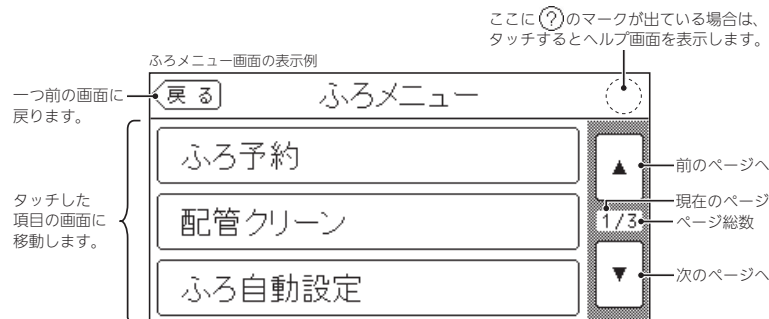 ここに?のマークが出ている場合は、
タッチするとヘルプ画面を表示します。
ふろメニュー画面の表示例
一つ前の画面に
戻ります。
戻る
ふろメニュー
タッチした
項目の画面に
移動します。
ふろ予約
配管クリーン
ふろ自動設定
▲
前のページへ
現在のページ
1/3
ページ総数
▼
次のページへ